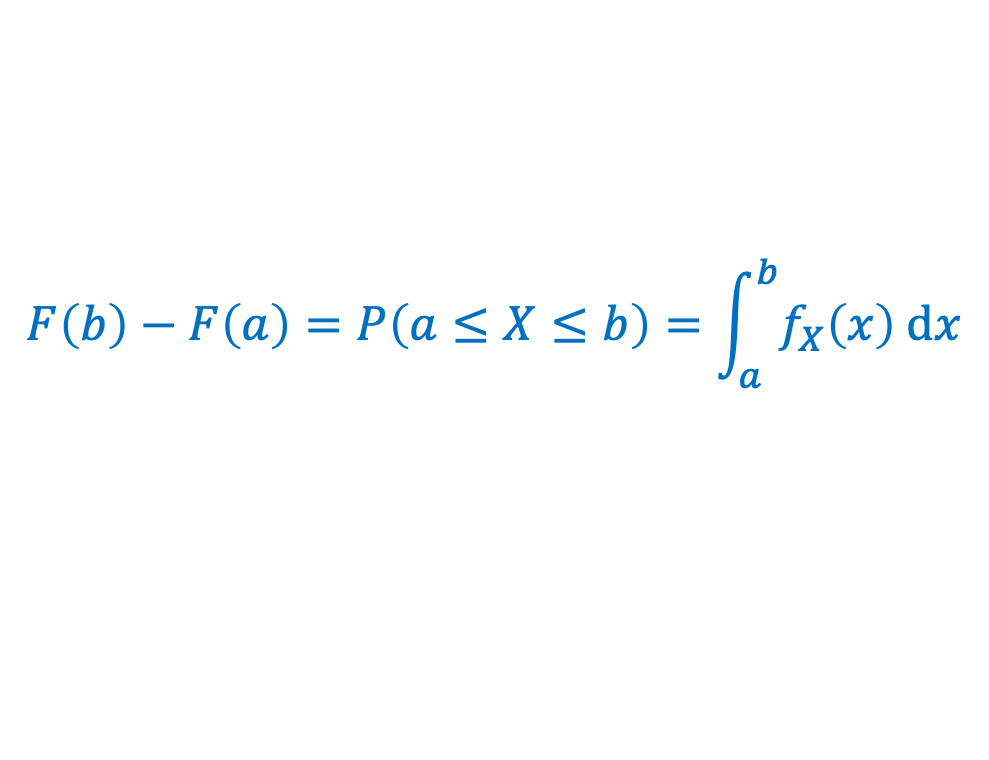 F(b) − F(a) = P(a ≤ X ≤ b) = ∫_a^b f_X(x) dx